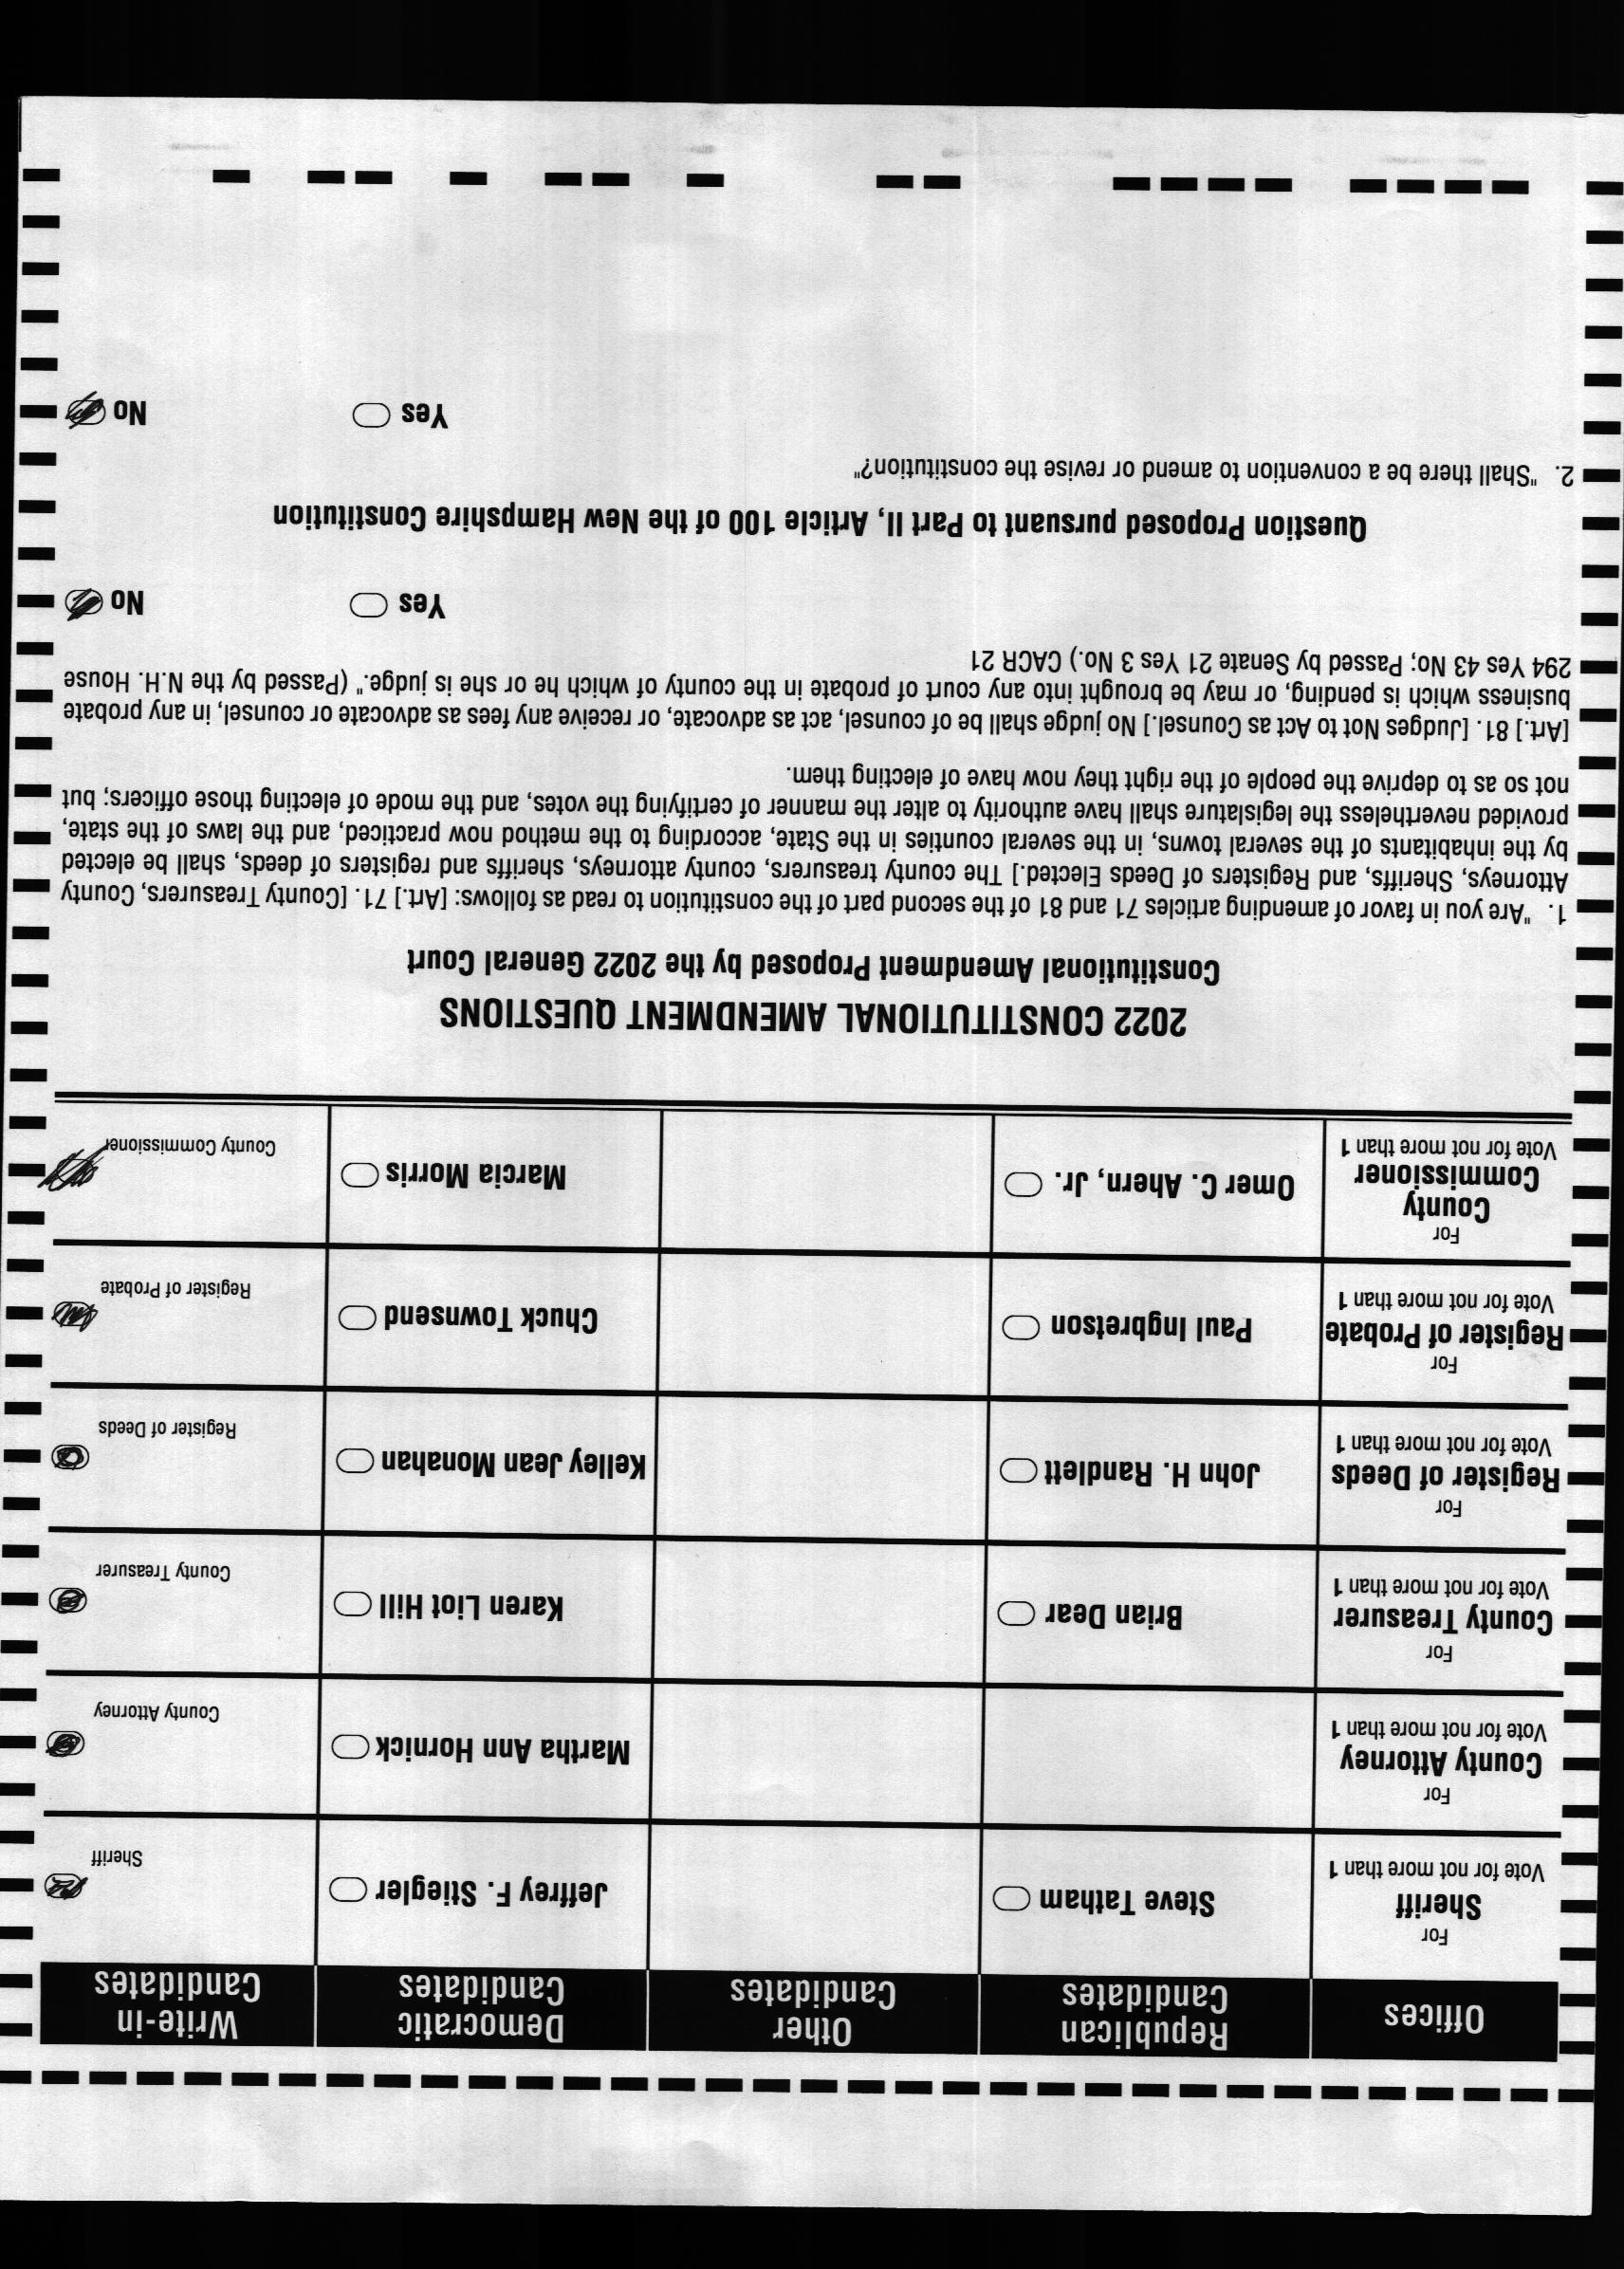 Offices
Republican Candidates
Other Candidates
Democratic Candidates
Write-in Candidates
For
Sheriff
Vote for not more than 1
Steve Tatham
Jeffrey F. Stiegler
Sheriff
For
County Attorney
Vote for not more than 1
Martha Ann Hornick
County Attorney
For
County Treasurer
Vote for not more than 1
Brian Dear
Karen Liot Hill
County Treasurer
For
Register of Deeds
Vote for not more than 1
John H. Randlett
Kelley Jean Monahan
Register of Deeds
For
Register of Probate
Vote for not more than 1
Paul Ingbretson
Chuck Townsend
Register of Probate
For
County
Commissioner
Vote for not more than 1
Omer C. Ahern, Jr.
Marcia Morris
County Commissioner
2022 CONSTITUTIONAL AMENDMENT QUESTIONS
Constitutional Amendment Proposed by the 2022 General Court
1. "Are you in favor of amending articles 71 and 81 of the second part of the constitution to read as follows: [Art.] 71. [County Treasurers, County
Attorneys, Sheriffs, and Registers of Deeds Elected.] The county treasurers, county attorneys, sheriffs and registers of deeds, shall be elected
by the inhabitants of the several towns, in the several counties in the State, according to the method now practiced, and the laws of the state,
provided nevertheless the legislature shall have authority to alter the manner of certifying the votes, and the mode of electing those officers; but
not so as to deprive the people of the right they now have of electing them.
[Art.] 81. [Judges Not to Act as Counsel.] No judge shall be of counsel, act as advocate, or receive any fees as advocate or counsel, in any probate
business which is pending, or may be brought into any court of probate in the county of which he or she is judge." (Passed by the N.H. House
294 Yes 43 No; Passed by Senate 21 Yes 3 No.) CACR 21
Yes
No
Question Proposed pursuant to Part II, Article 100 of the New Hampshire Constitution
2. "Shall there be a convention to amend or revise the constitution?"
Yes
No